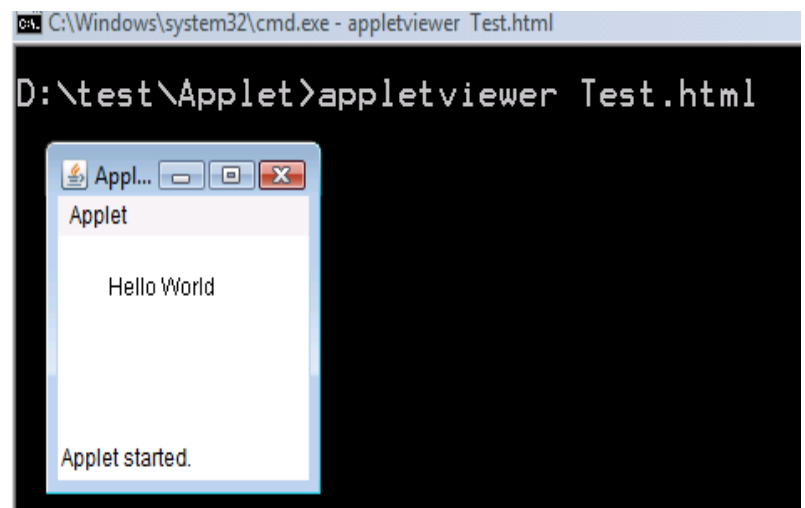 C:\Windows\system32\cmd.exe - appletviewer Test.html
D:\test\Applet>appletviewer Test.html
Appl...
Applet
Hello World
Applet started.